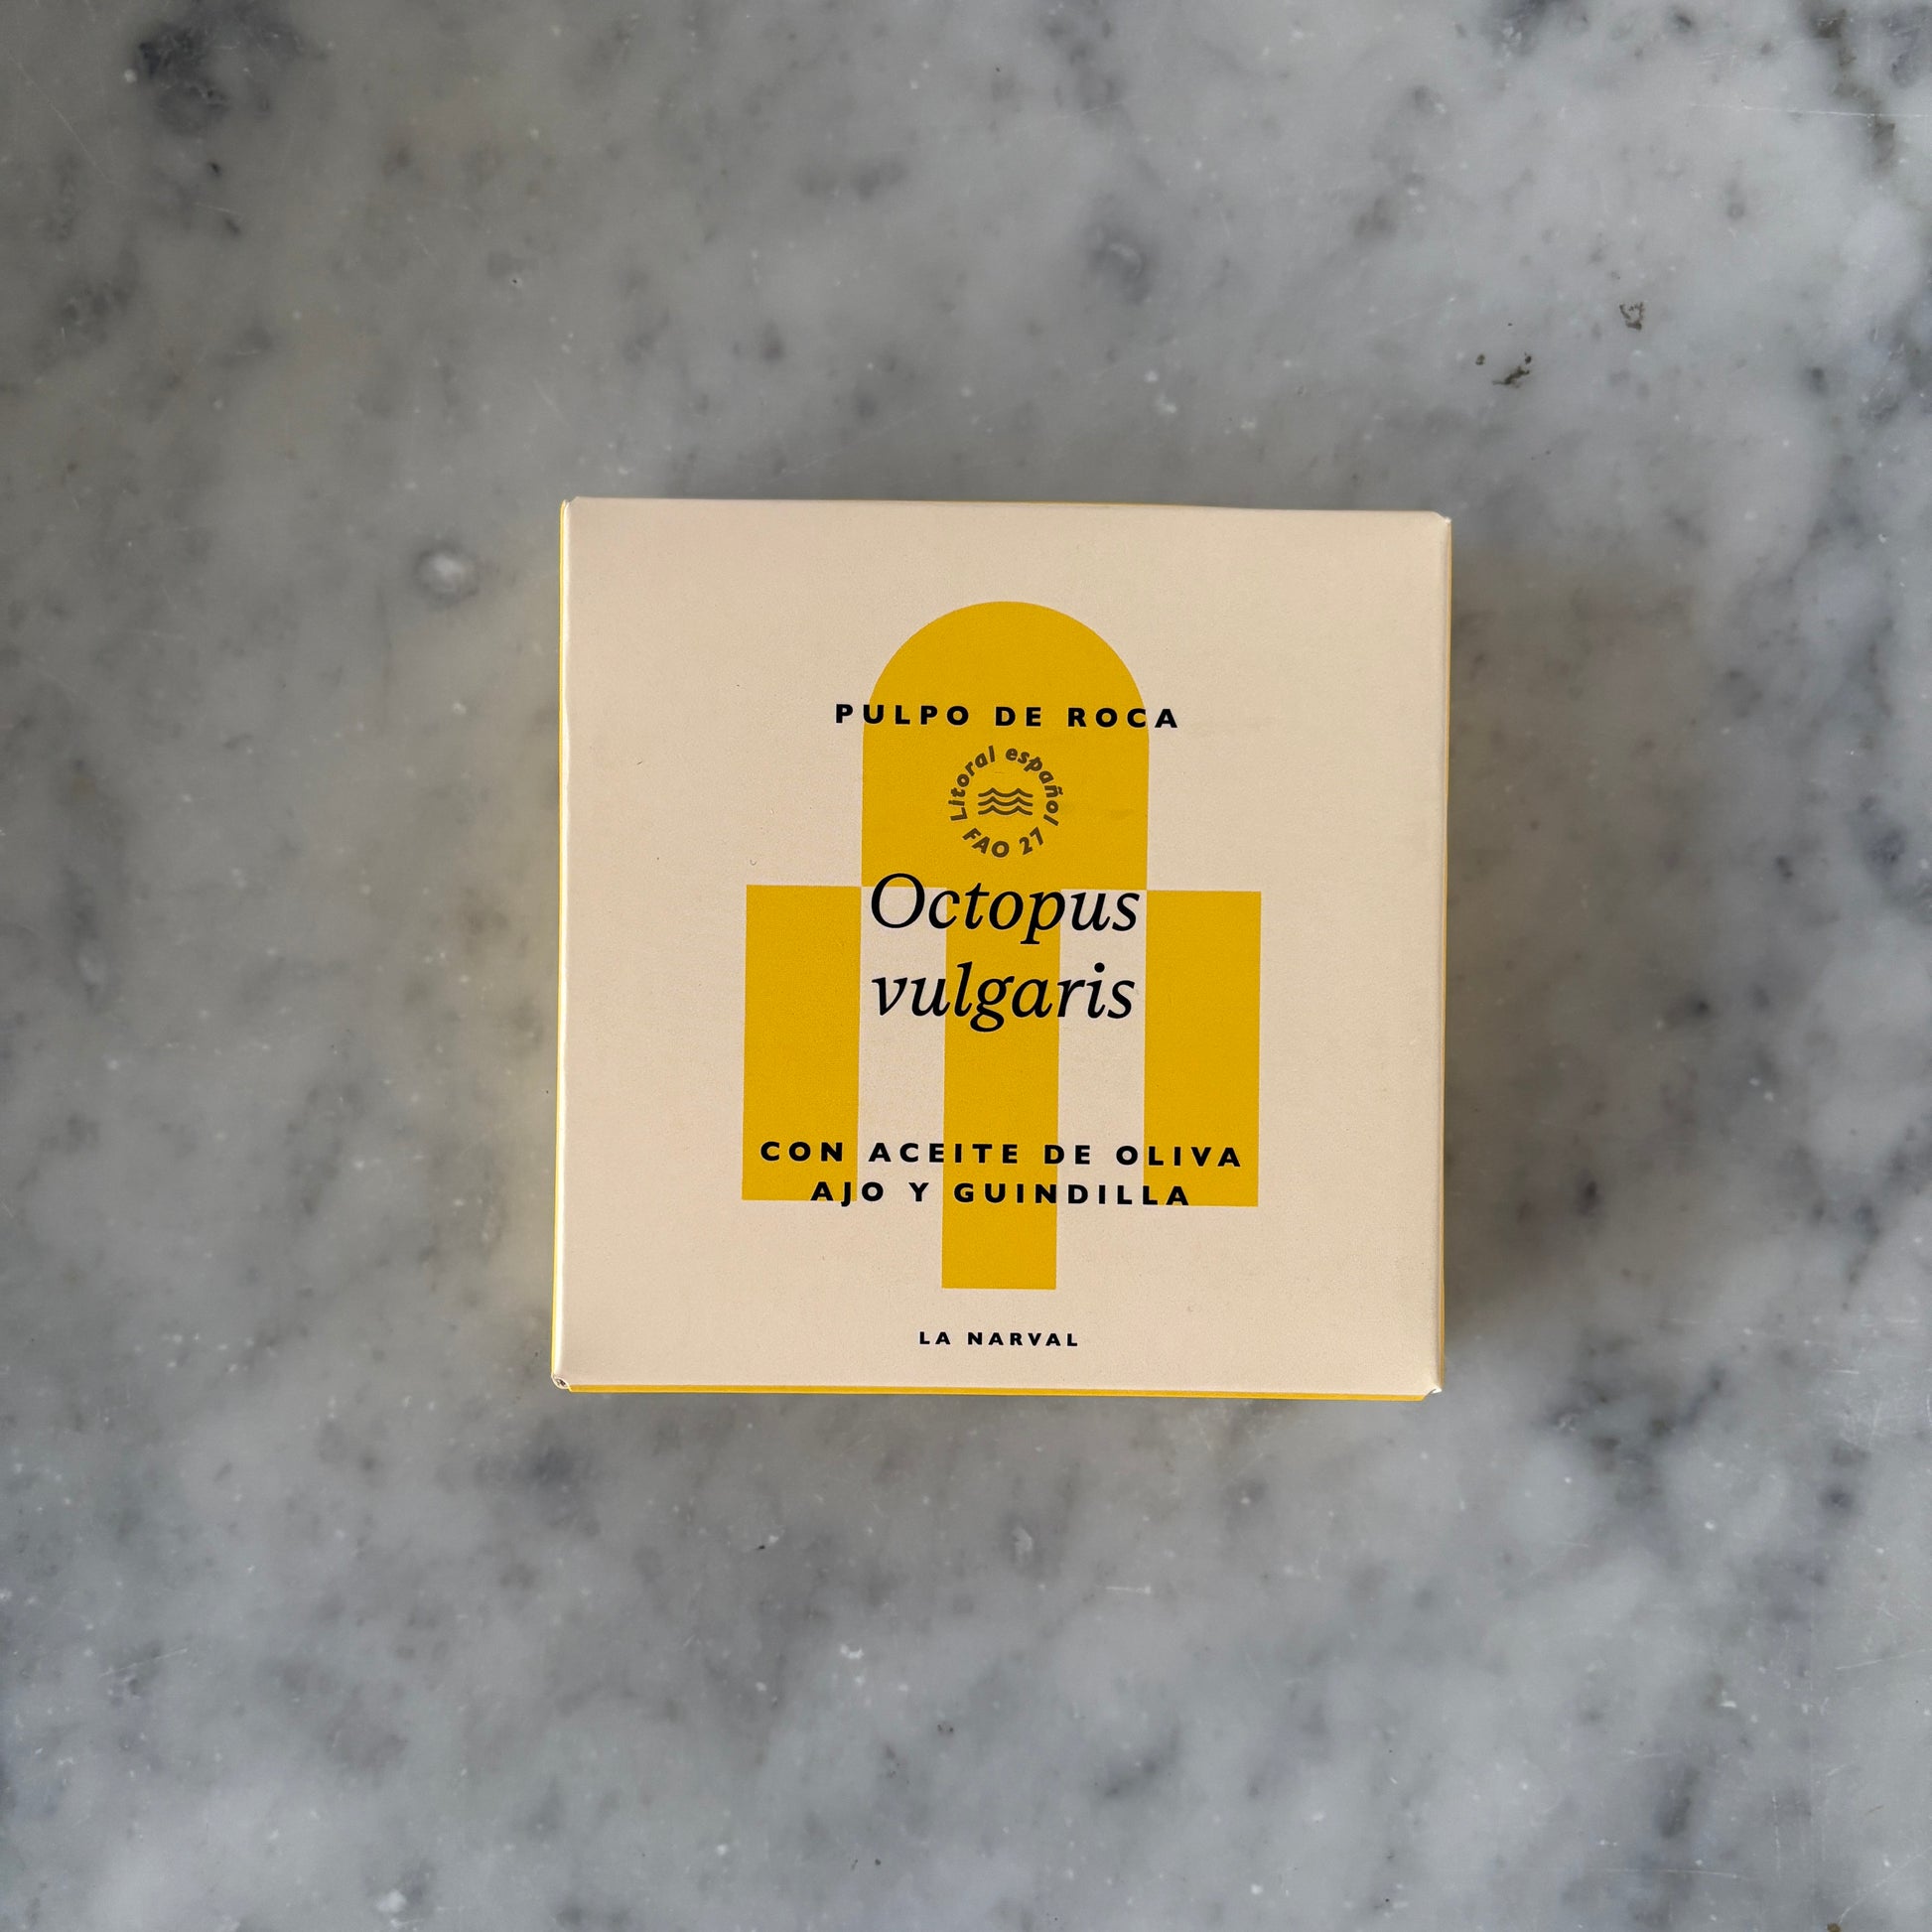 PULPO DE ROCA
Litoral español
FAO 27
Octopus
vulgaris
CON ACEITE DE OLIVA
AJO Y GUINDILLA
LA NARVAL